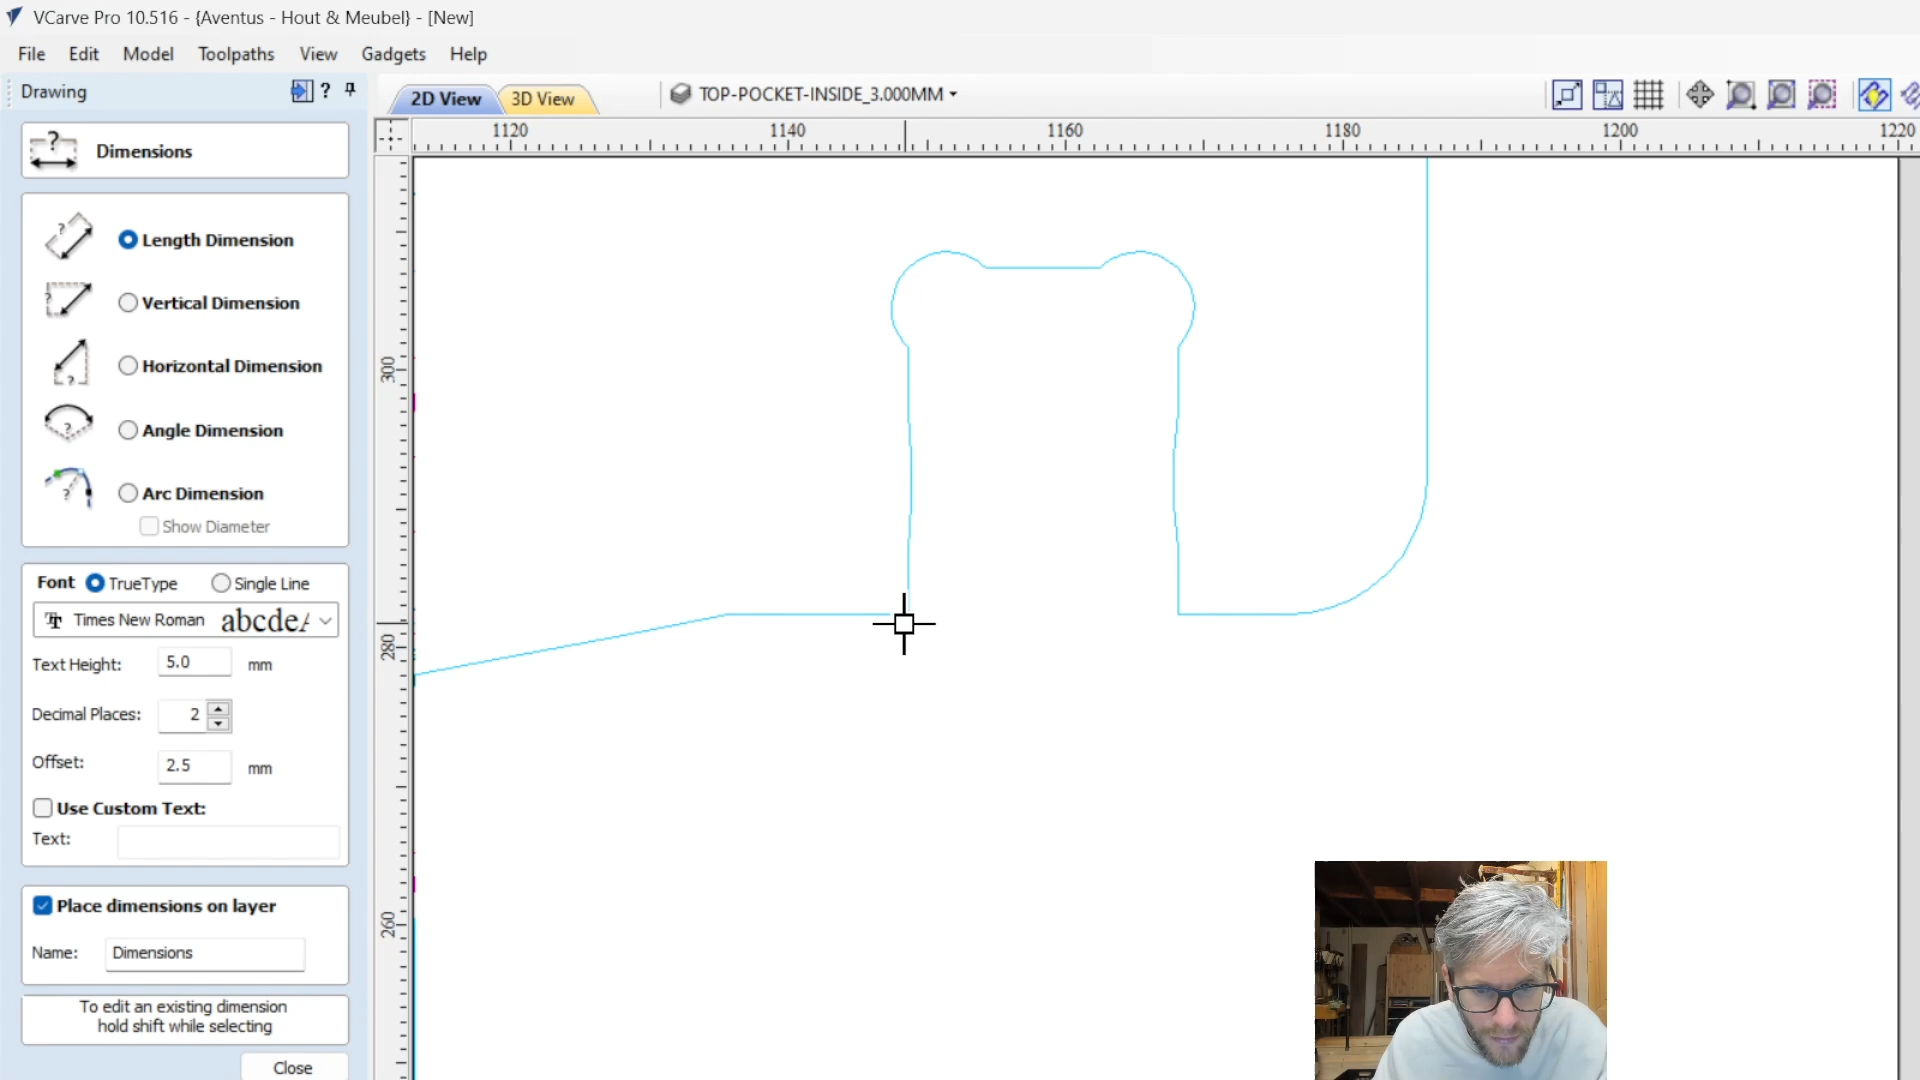 VCarve Pro 10.516 - {Aventus - Hout & Meubel} - [New]
File Edit Model Toolpaths View Gadgets Help
Drawing ?
2D View 3D View TOP-POCKET-INSIDE_3.000MM
1120 1140 1160 1180 1200 1220
? Dimensions
? Length Dimension
? Vertical Dimension
? Horizontal Dimension
? Angle Dimension
? Arc Dimension
Show Diameter
300
280
260
Font TrueType Single Line
Times New Roman abcdeA
Text Height: 5.0 mm
Decimal Places: 2
Offset: 2.5 mm
Use Custom Text:
Text:
Place dimensions on layer
Name: Dimensions
To edit an existing dimension
hold shift while selecting
Close